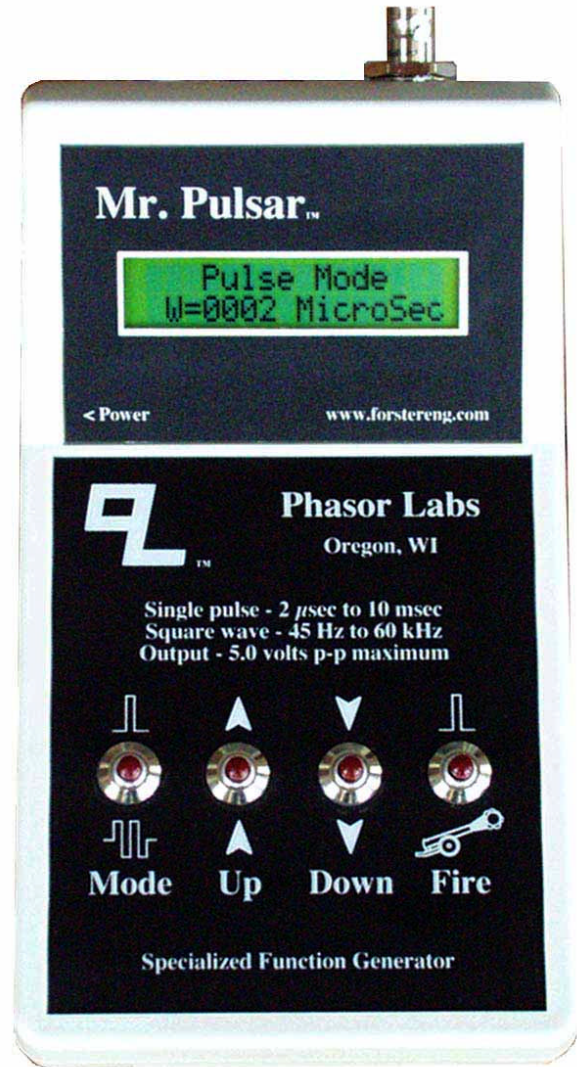 Mr. Pulsar™
Pulse Mode
W=0002 MicroSec
< Power www.forstereng.com
PL™
Phasor Labs
Oregon, WI
Single pulse - 2 µsec to 10 msec
Square wave - 45 Hz to 60 kHz
Output - 5.0 volts p-p maximum
Mode Up Down Fire
Specialized Function Generator